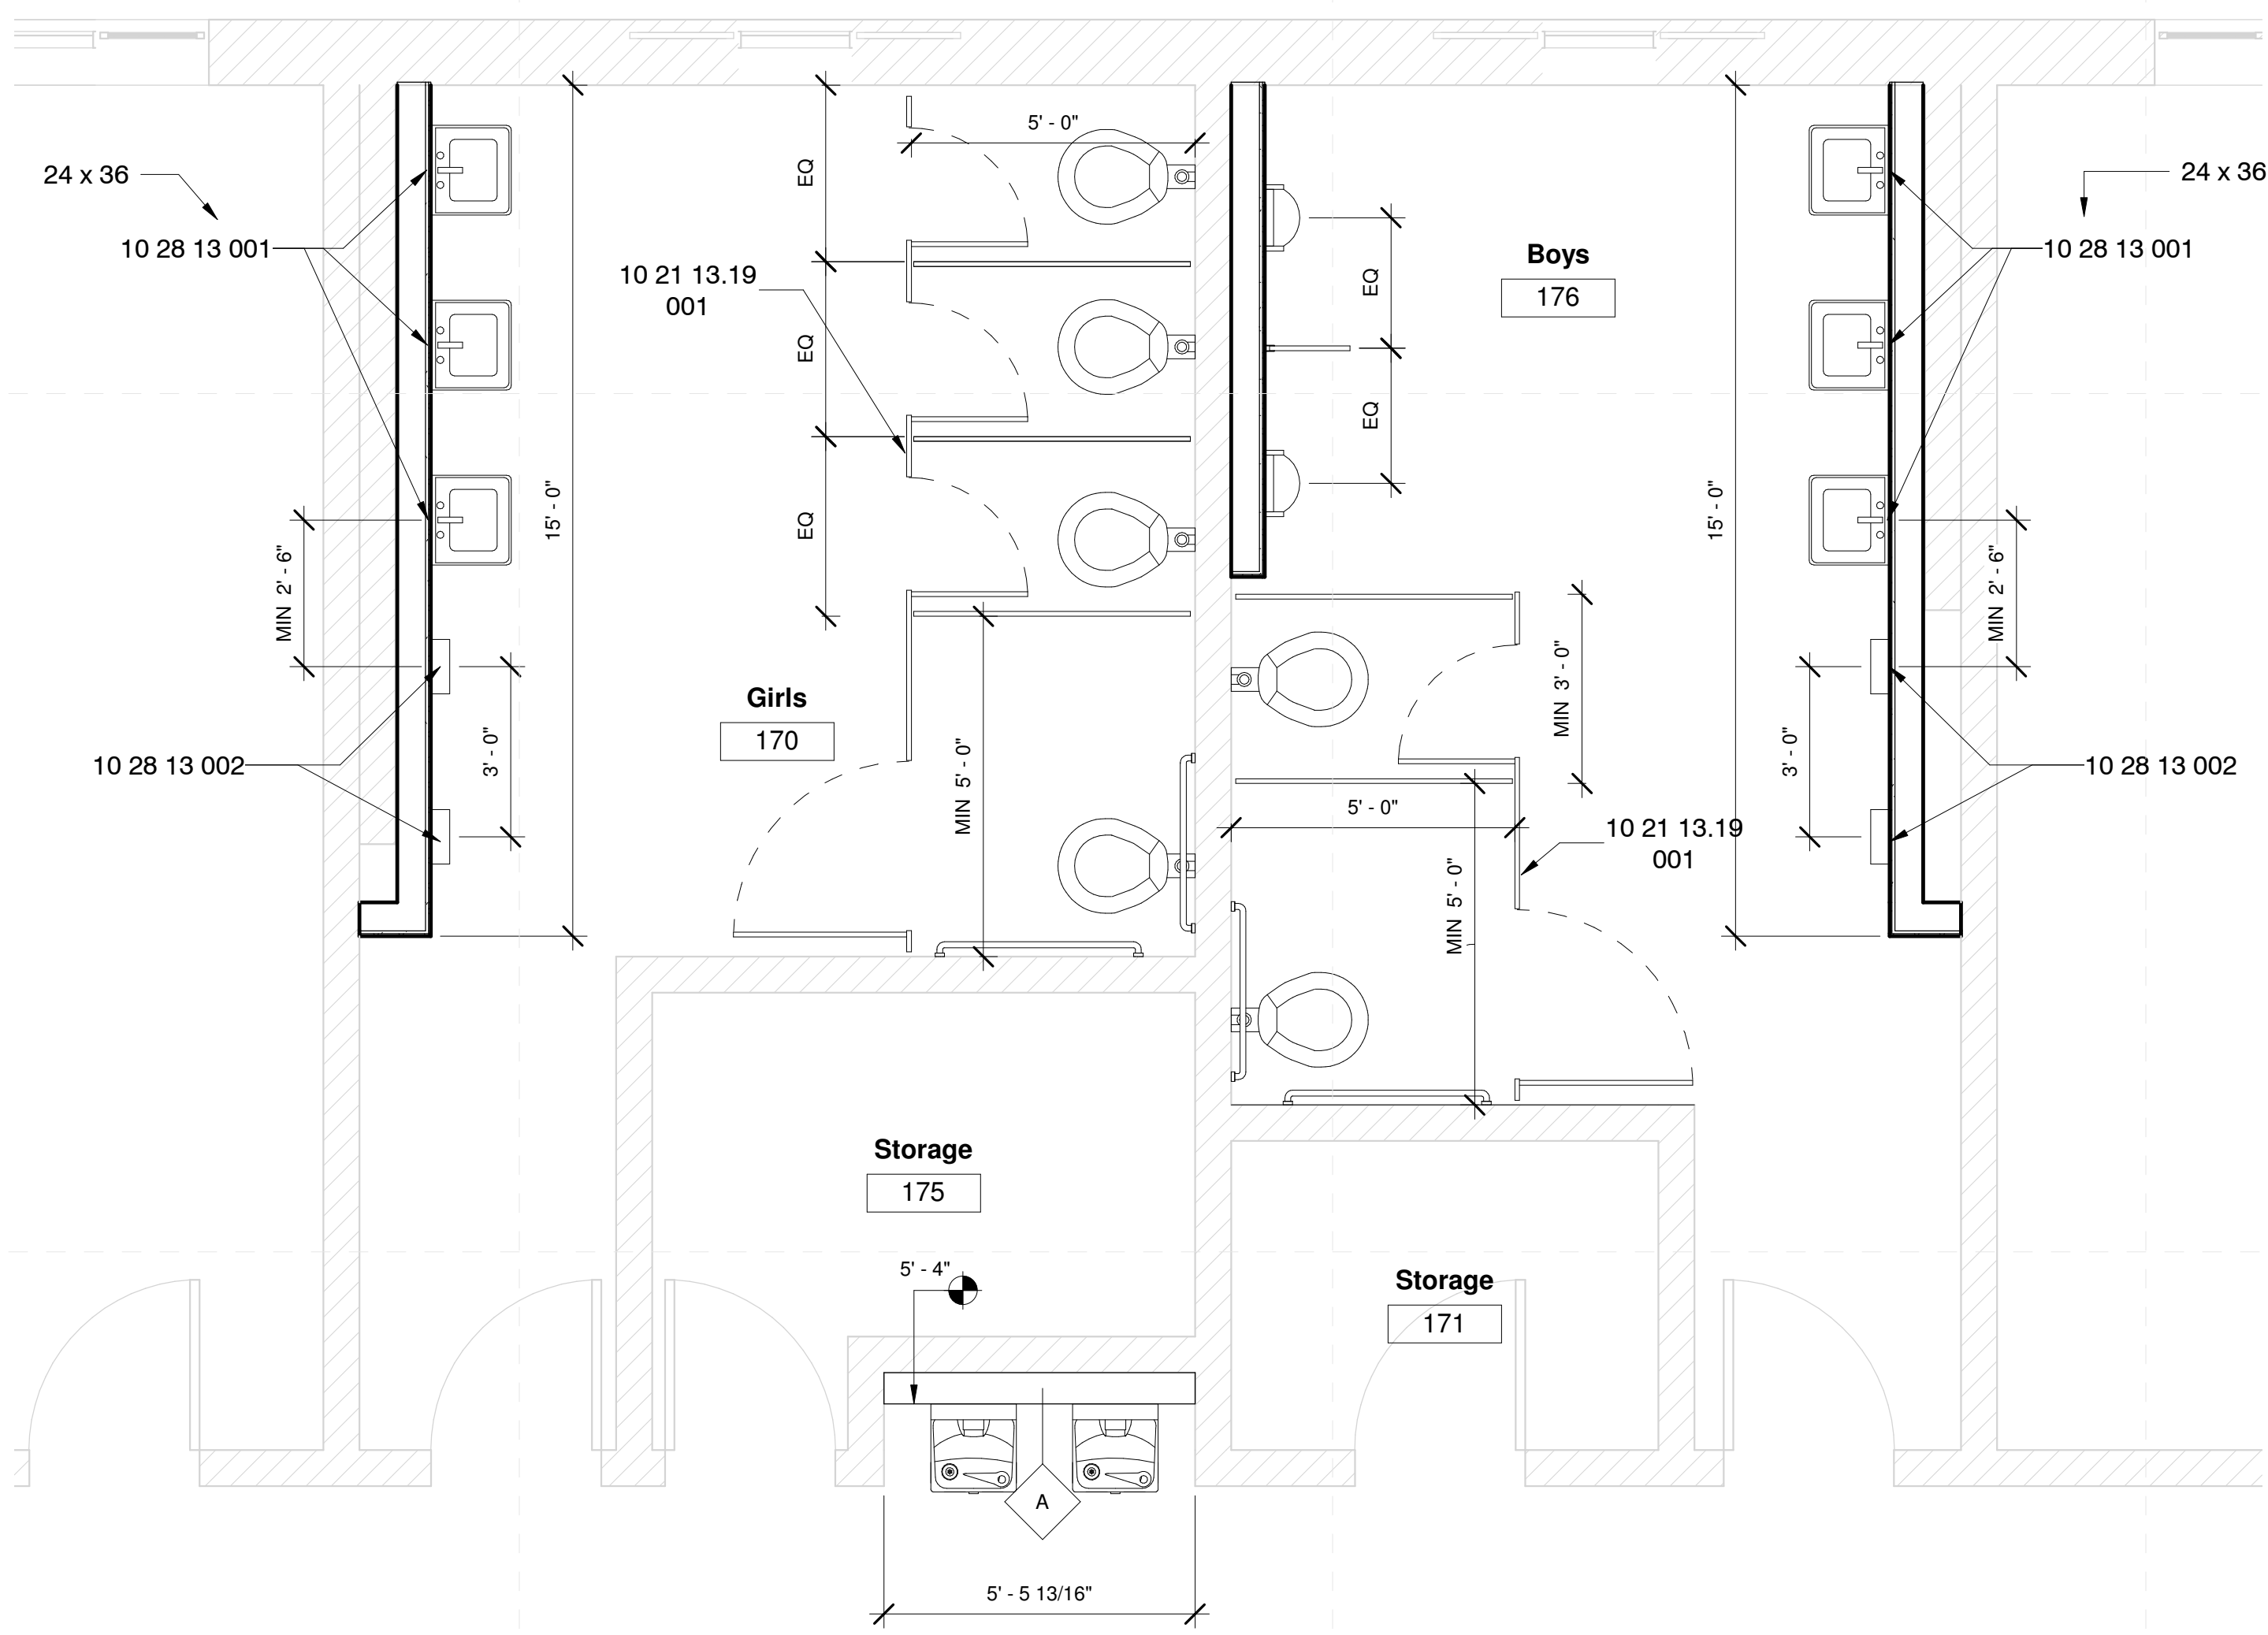 5' - 0"
24 x 36
24 x 36
EQ
10 28 13 001
10 28 13 001
Boys
176
10 21 13.19
001
EQ
EQ
EQ
EQ
15' - 0"
15' - 0"
MIN 2' - 6"
MIN 2' - 6"
Girls
170
MIN 3' - 0"
3' - 0"
3' - 0"
10 28 13 002
10 28 13 002
MIN 5' - 0"
5' - 0"
10 21 13.19
001
MIN 5' - 0"
Storage
175
5' - 4"
Storage
171
A
5' - 5 13/16"